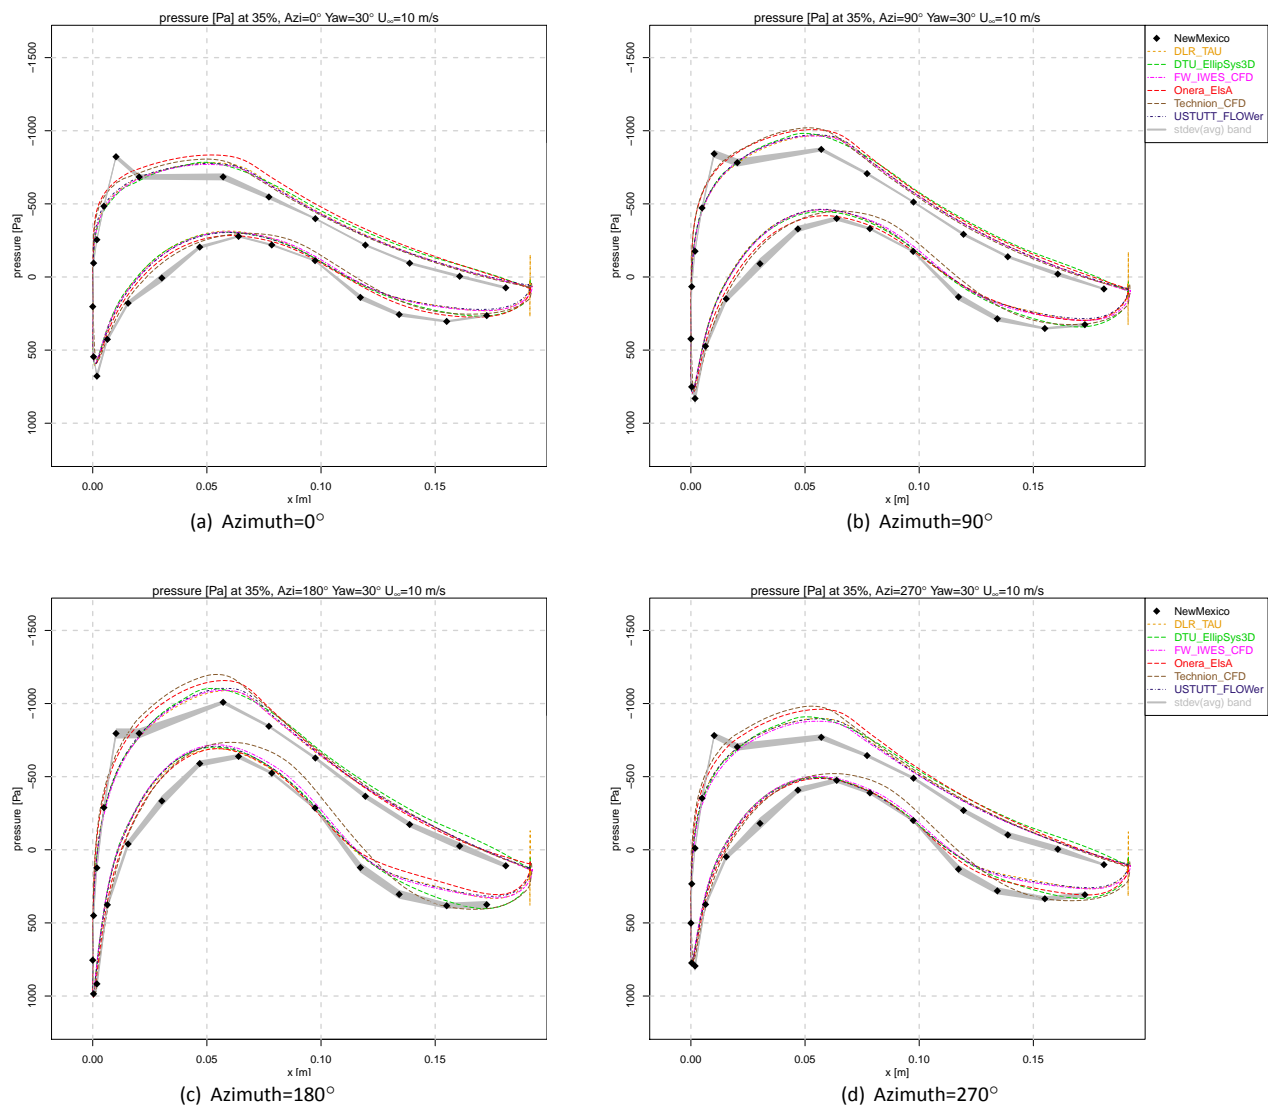 pressure [Pa] at 35%, Azi=0° Yaw=30° U∞=10 m/s
pressure [Pa]
−1500
−1000
−500
0
500
1000
0.00
0.05
0.10
0.15
x [m]
(a) Azimuth=0°
pressure [Pa] at 35%, Azi=90° Yaw=30° U∞=10 m/s
pressure [Pa]
−1500
−1000
−500
0
500
1000
0.00
0.05
0.10
0.15
x [m]
NewMexico
DLR_TAU
DTU_EllipSys3D
FW_IWES_CFD
Onera_ElsA
Technion_CFD
USTUTT_FLOWer
stdev(avg) band
(b) Azimuth=90°
pressure [Pa] at 35%, Azi=180° Yaw=30° U∞=10 m/s
pressure [Pa]
−1500
−1000
−500
0
500
1000
0.00
0.05
0.10
0.15
x [m]
(c) Azimuth=180°
pressure [Pa] at 35%, Azi=270° Yaw=30° U∞=10 m/s
pressure [Pa]
−1500
−1000
−500
0
500
1000
0.00
0.05
0.10
0.15
x [m]
NewMexico
DLR_TAU
DTU_EllipSys3D
FW_IWES_CFD
Onera_ElsA
Technion_CFD
USTUTT_FLOWer
stdev(avg) band
(d) Azimuth=270°